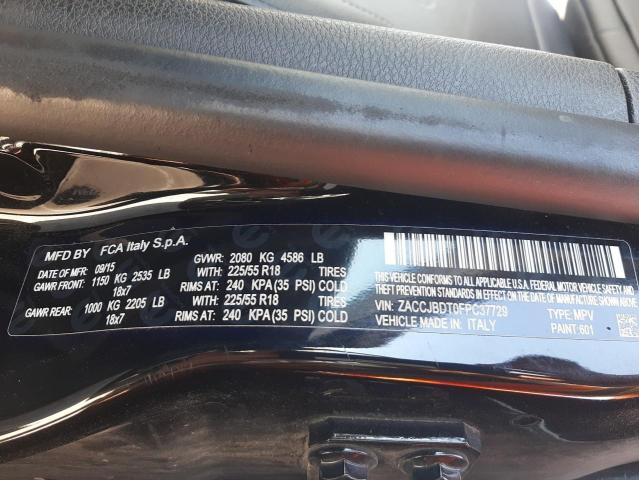 MFD BY FCA Italy S.p.A.
DATE OF MFR 09/15 GVWR: 2080 KG 4586 LB
GAWR FRONT: 1150 KG 2535 LB WITH: 225/55 R18 TIRES
18x7 RIMS AT: 240 KPA(35 PSI) COLD
GAWR REAR: 1000 KG 2205 LB WITH: 225/55 R18 TIRES
18x7 RIMS AT: 240 KPA(35 PSI) COLD
THIS VEHICLE CONFORMS TO ALL APPLICABLE U.S.A. FEDERAL MOTOR VEHICLE SAFETY,
BUMPER, AND THEFT PREVENTION STANDARDS IN EFFECT ON THE DATE OF MANUFACTURE SHOWN ABOVE
VIN: ZACCJBDT0FPC37729 TYPE: MPV
VEHICLE MADE IN: ITALY PAINT: 601